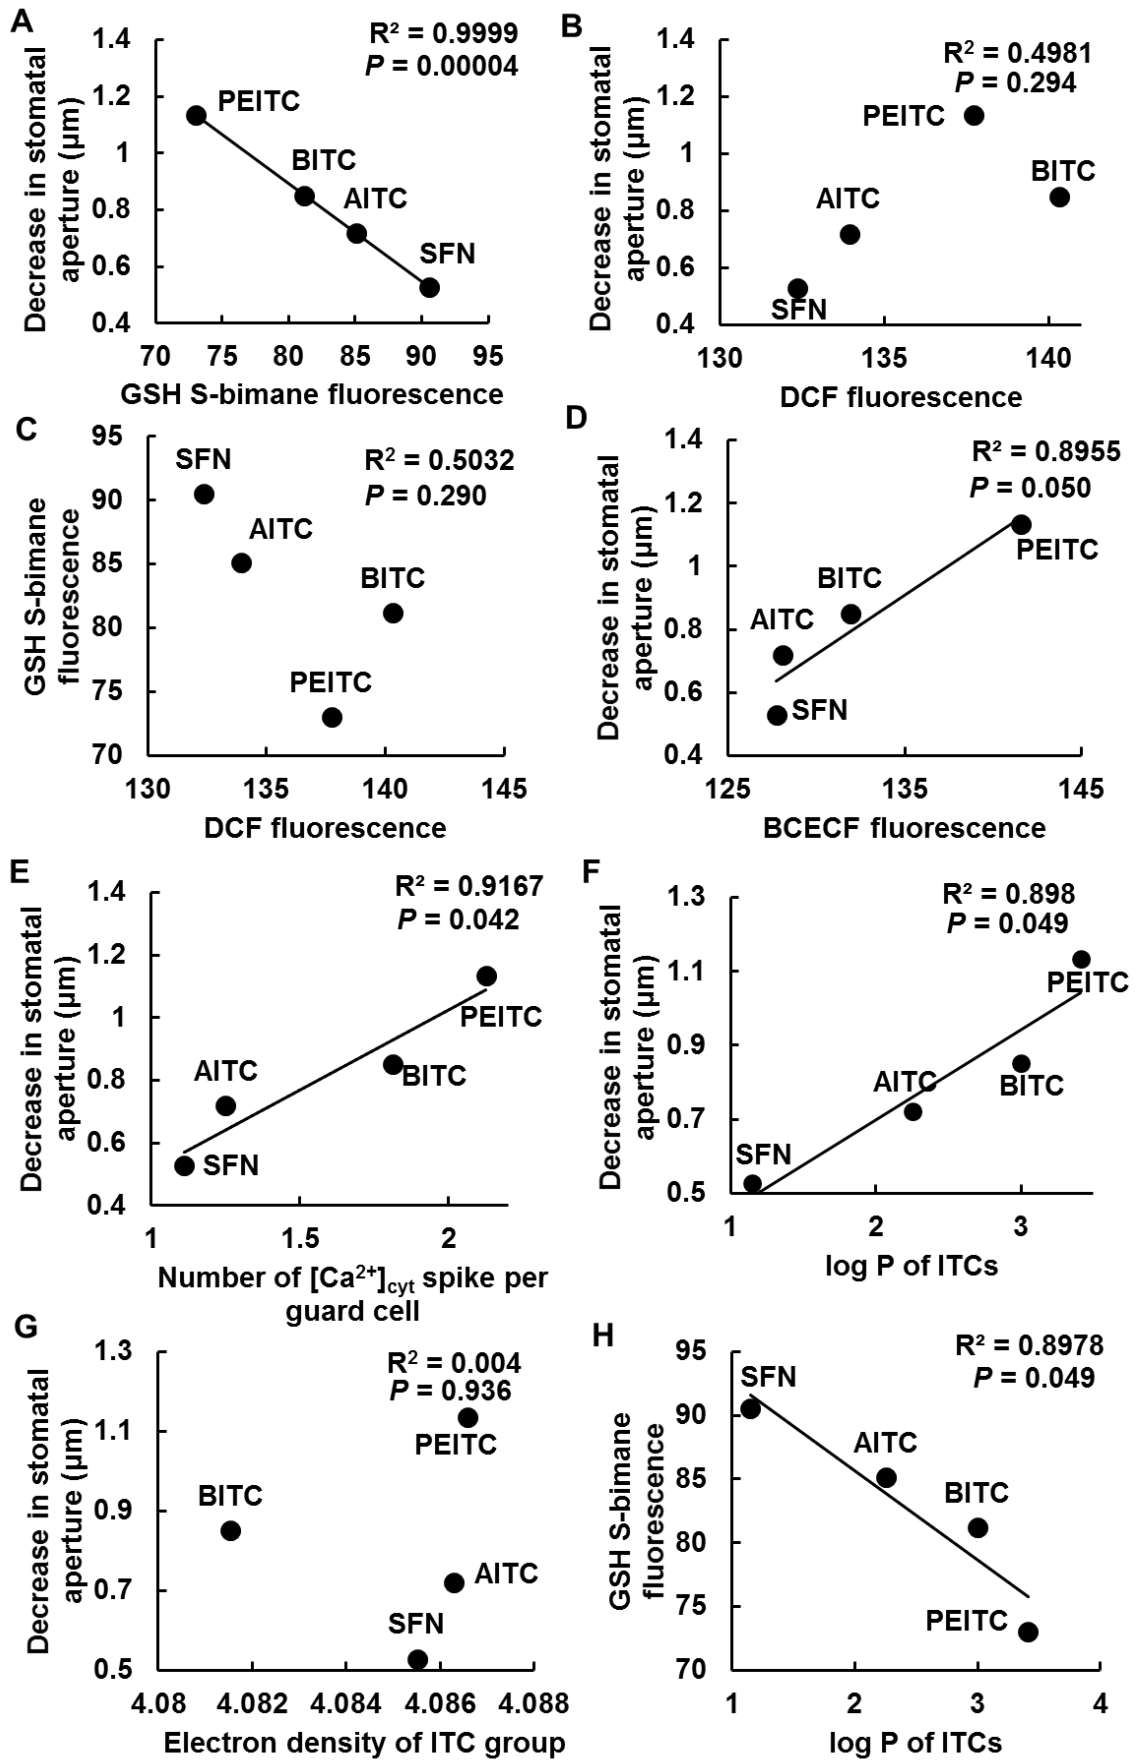 A
R² = 0.9999
P = 0.00004
Decrease in stomatal
aperture (μm)
1.4
1.2
1
0.8
0.6
0.4
PEITC
BITC
AITC
SFN
70 75 80 85 90 95
GSH S-bimane fluorescence
B
R² = 0.4981
P = 0.294
Decrease in stomatal
aperture (μm)
1.4
1.2
1
0.8
0.6
0.4
PEITC
BITC
AITC
SFN
130 135 140
DCF fluorescence
C
R² = 0.5032
P = 0.290
GSH S-bimane
fluorescence
95
90
85
80
75
70
SFN
AITC
BITC
PEITC
130 135 140 145
DCF fluorescence
D
R² = 0.8955
P = 0.050
Decrease in stomatal
aperture (μm)
1.4
1.2
1
0.8
0.6
0.4
PEITC
BITC
AITC
SFN
125 135 145
BCECF fluorescence
E
R² = 0.9167
P = 0.042
Decrease in stomatal
aperture (μm)
1.4
1.2
1
0.8
0.6
0.4
PEITC
AITC
BITC
SFN
1 1.5 2
Number of [Ca²⁺]cyt spike per
guard cell
F
R² = 0.898
P = 0.049
Decrease in stomatal
aperture (μm)
1.3
1.1
0.9
0.7
0.5
PEITC
AITC
BITC
SFN
1 2 3
log P of ITCs
G
R² = 0.004
P = 0.936
Decrease in stomatal
aperture (μm)
1.3
1.1
0.9
0.7
0.5
PEITC
BITC
AITC
SFN
4.08 4.082 4.084 4.086 4.088
Electron density of ITC group
H
R² = 0.8978
P = 0.049
GSH S-bimane
fluorescence
95
90
85
80
75
70
SFN
AITC
BITC
PEITC
1 2 3 4
log P of ITCs